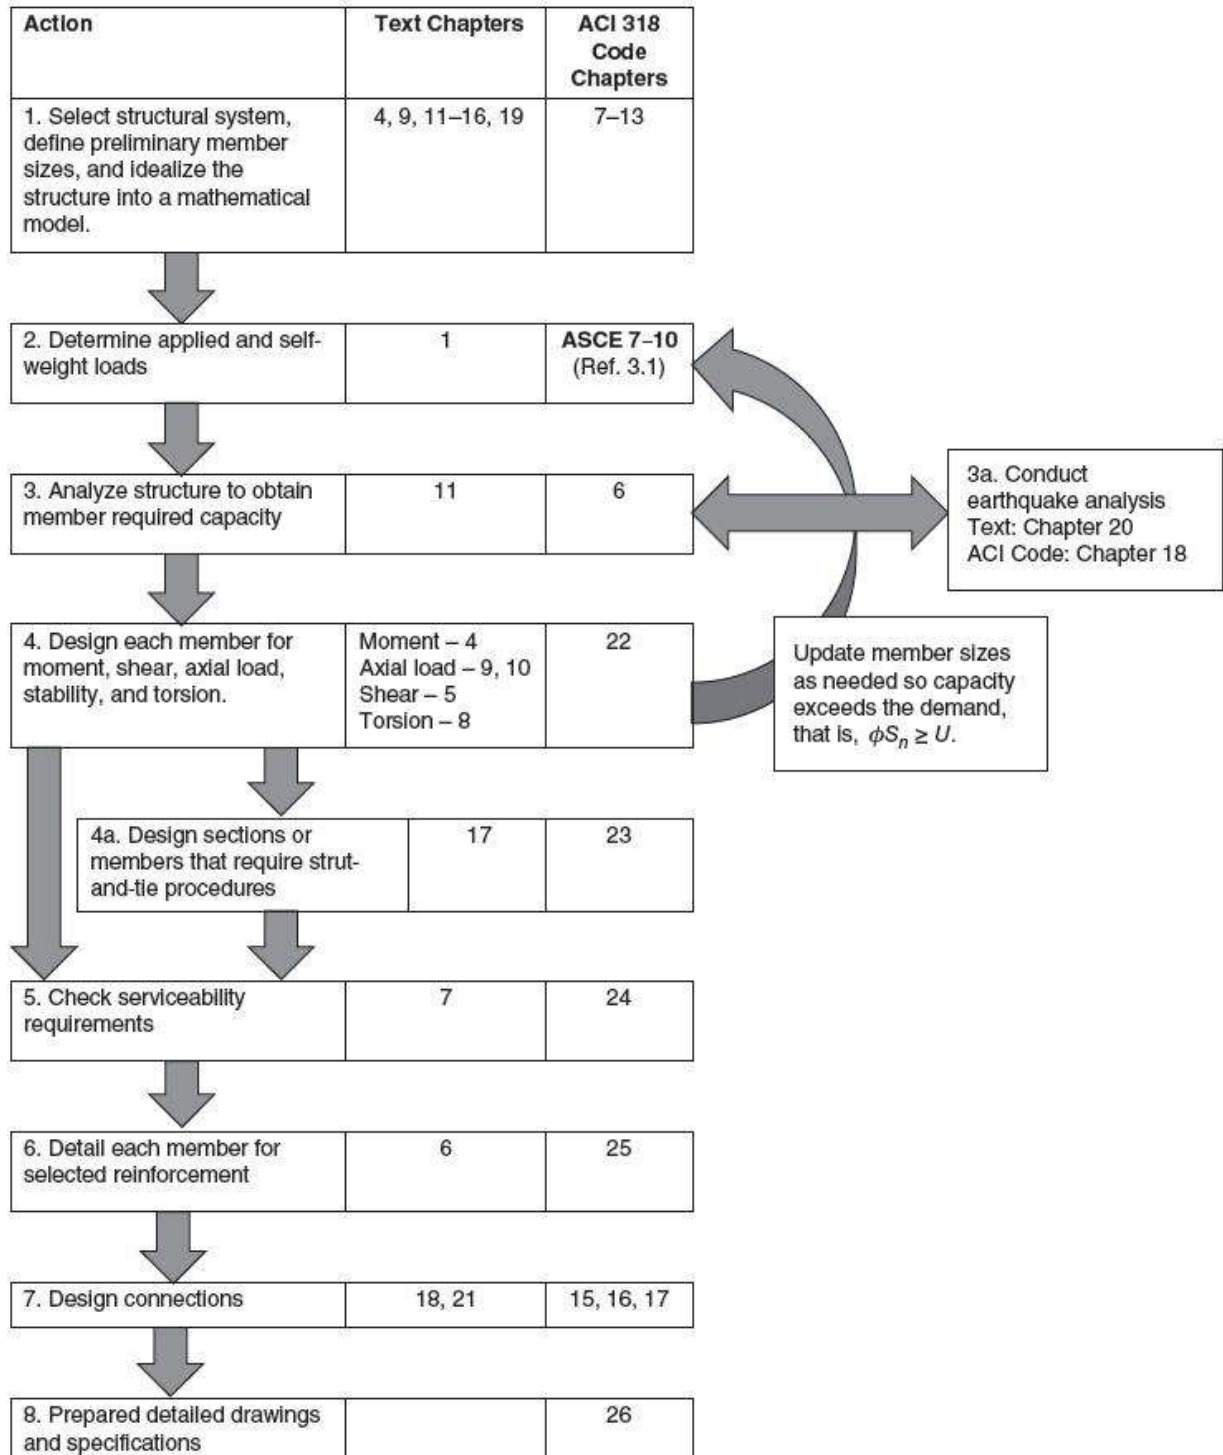 Action
Text Chapters
ACI 318
Code
Chapters
1. Select structural system,
define preliminary member
sizes, and idealize the
structure into a mathematical
model.
4, 9, 11–16, 19
7–13
2. Determine applied and self-
weight loads
1
ASCE 7–10
(Ref. 3.1)
3. Analyze structure to obtain
member required capacity
11
6
3a. Conduct
earthquake analysis
Text: Chapter 20
ACI Code: Chapter 18
4. Design each member for
moment, shear, axial load,
stability, and torsion.
Moment – 4
Axial load – 9, 10
Shear – 5
Torsion – 8
22
Update member sizes
as needed so capacity
exceeds the demand,
that is, ϕSₙ ≥ U.
4a. Design sections or
members that require strut-
and-tie procedures
17
23
5. Check serviceability
requirements
7
24
6. Detail each member for
selected reinforcement
6
25
7. Design connections
18, 21
15, 16, 17
8. Prepared detailed drawings
and specifications
26